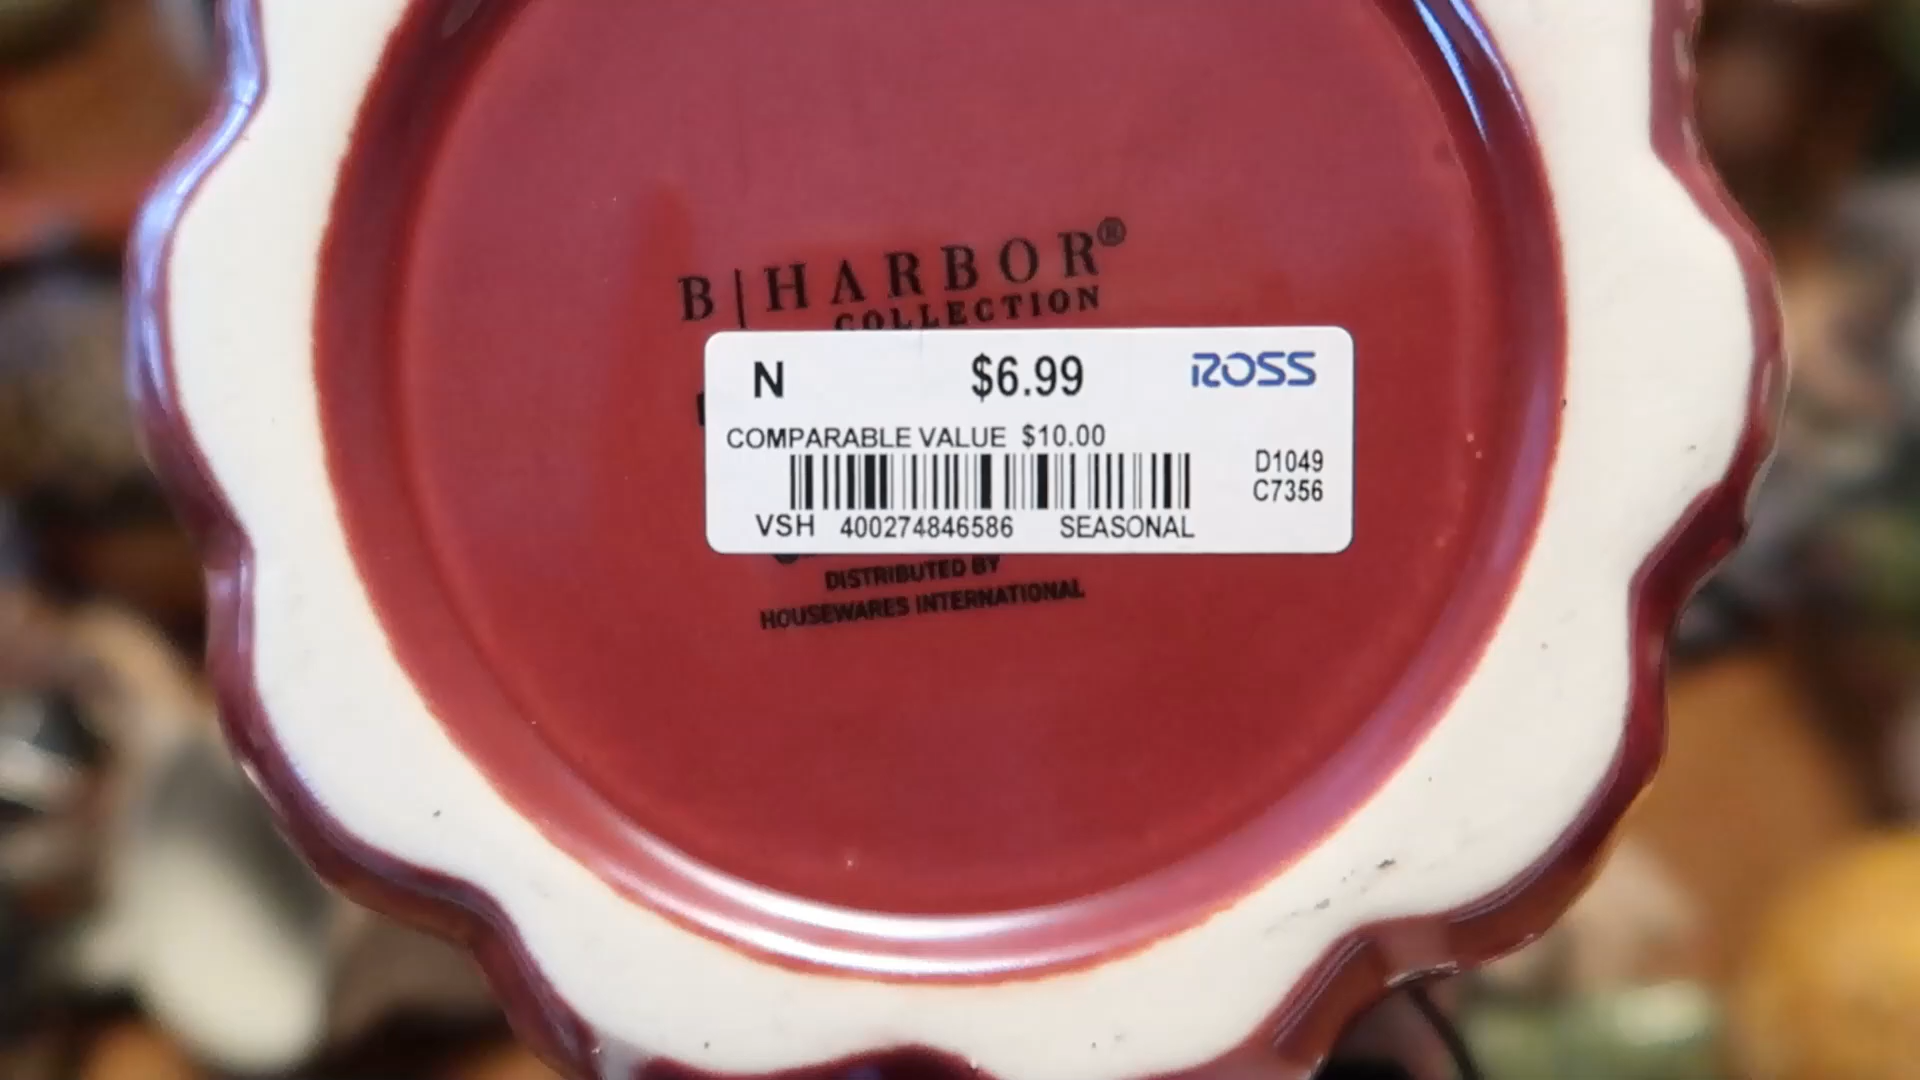 B|HARBOR®
COLLECTION
N $6.99 ROSS
COMPARABLE VALUE $10.00
D1049
C7356
VSH 400274846586 SEASONAL
DISTRIBUTED BY
HOUSEWARES INTERNATIONAL